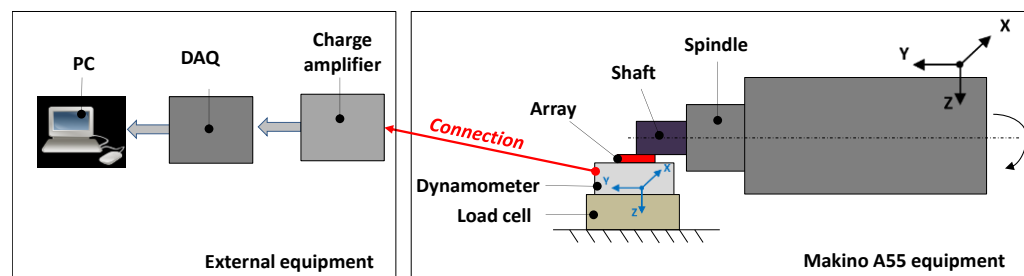 PC
DAQ
Charge
amplifier
External equipment
Connection
Array
Shaft
Spindle
Dynamometer
Load cell
X
Y
Z
X
Y
Z
Makino A55 equipment